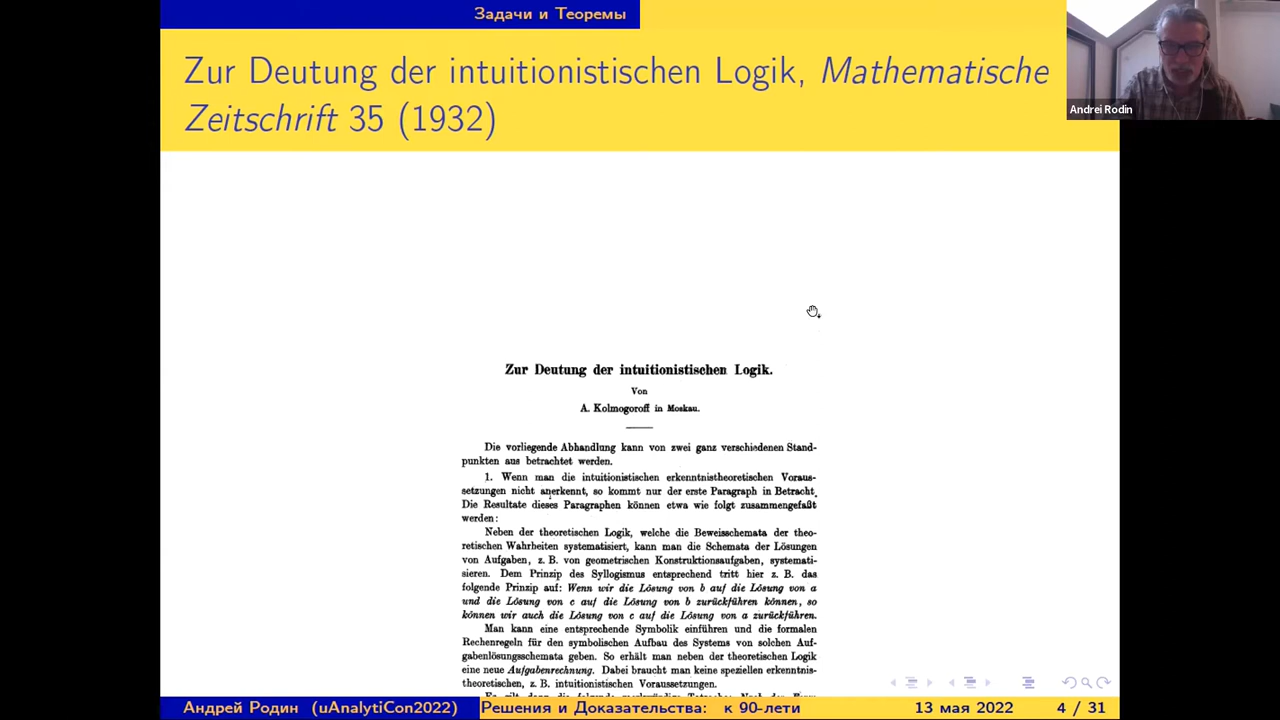 Задачи и Теоремы
Zur Deutung der intuitionistischen Logik, Mathematische
Zeitschrift 35 (1932)
Andrei Rodin
Zur Deutung der intuitionistischen Logik.
Von
A. Kolmogoroff in Moskau.
Die vorliegende Abhandlung kann von zwei ganz verschiedenen Stand-
punkten aus betrachtet werden.
1. Wenn man die intuitionistischen erkenntnistheoretischen Voraus-
setzungen nicht anerkennt, so kommt nur der erste Paragraph in Betracht.
Die Resultate dieses Paragraphen können etwa wie folgt zusammengefaßt
werden:
Neben der theoretischen Logik, welche die Beweisschemata der theo-
retischen Wahrheiten systematisiert, kann man die Schemata der Lösungen
von Aufgaben, z. B. von geometrischen Konstruktionsaufgaben, systemati-
sieren. Dem Prinzip des Syllogismus entsprechend tritt hier z. B. das
folgende Prinzip auf: Wenn wir die Lösung von b auf die Lösung von a
und die Lösung von c auf die Lösung von b zurückführen können, so
können wir auch die Lösung von c auf die Lösung von a zurückführen.
Man kann eine entsprechende Symbolik einführen und die formalen
Rechenregeln für den symbolischen Aufbau des Systems von solchen Auf-
gabenlösungsschemata geben. So erhält man neben der theoretischen Logik
eine neue Aufgabenrechnung. Dabei braucht man keine speziellen erkenntnis-
theoretischen, z. B. intuitionistischen Voraussetzungen.
Андрей Родин (uAnalytiCon2022)
Решения и Доказательства: к 90-лети
13 мая 2022
4 / 31